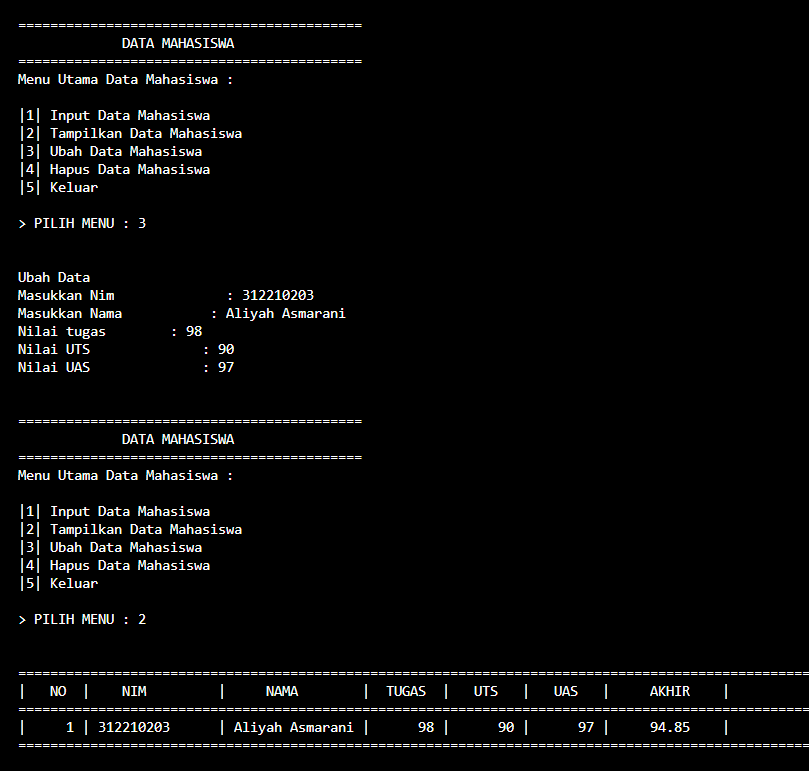 ===========================================
             DATA MAHASISWA
===========================================
Menu Utama Data Mahasiswa :
|1| Input Data Mahasiswa
|2| Tampilkan Data Mahasiswa
|3| Ubah Data Mahasiswa
|4| Hapus Data Mahasiswa
|5| Keluar
> PILIH MENU : 3
Ubah Data
Masukkan Nim              : 312210203
Masukkan Nama           : Aliyah Asmarani
Nilai tugas        : 98
Nilai UTS              : 90
Nilai UAS              : 97
===========================================
             DATA MAHASISWA
===========================================
Menu Utama Data Mahasiswa :
|1| Input Data Mahasiswa
|2| Tampilkan Data Mahasiswa
|3| Ubah Data Mahasiswa
|4| Hapus Data Mahasiswa
|5| Keluar
> PILIH MENU : 2
===================================================================================================
|   NO  |    NIM         |     NAMA        |  TUGAS  |   UTS   |   UAS   |     AKHIR    |
===================================================================================================
|     1 | 312210203      | Aliyah Asmarani |      98 |      90 |      97 |     94.85    |
===================================================================================================